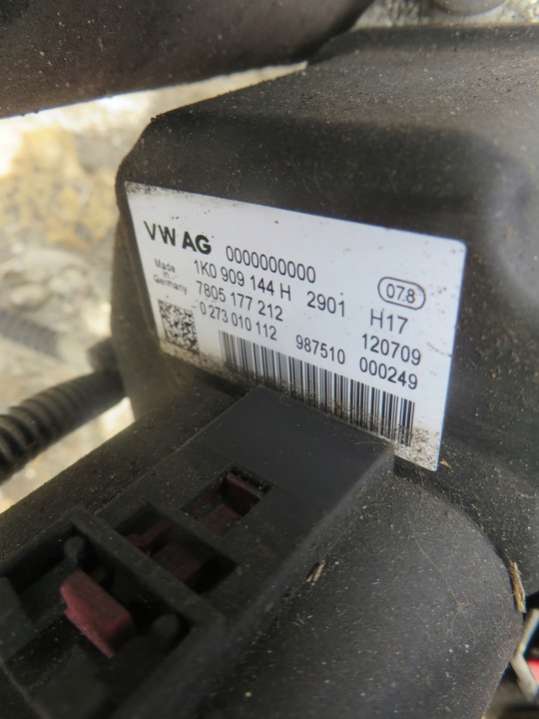 VW AG 0000000000
Made in Germany
1K0 909 144 H 2901 H17
07.8
7805 177 212 120709
0 273 010 112 987510 000249